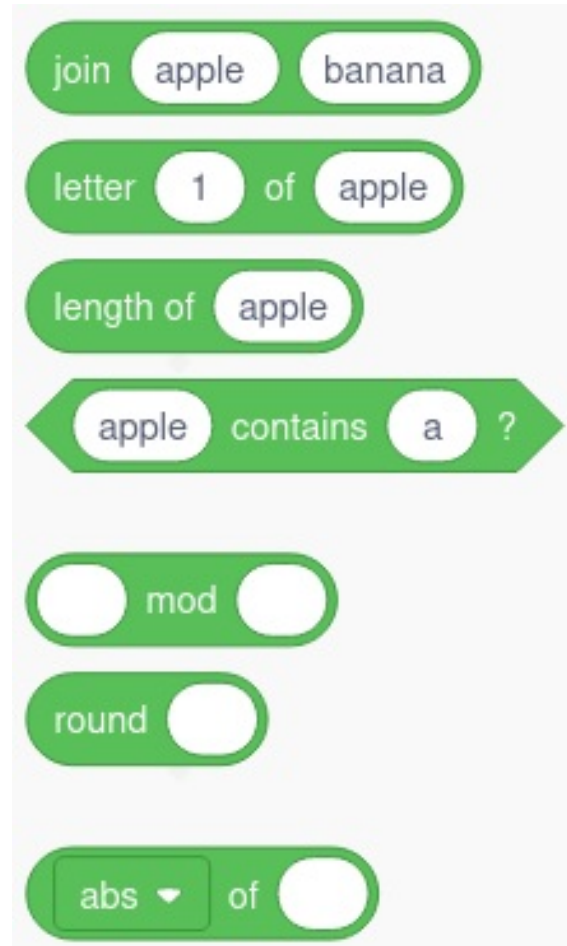 join apple banana
letter 1 of apple
length of apple
apple contains a ?
mod
round
abs of